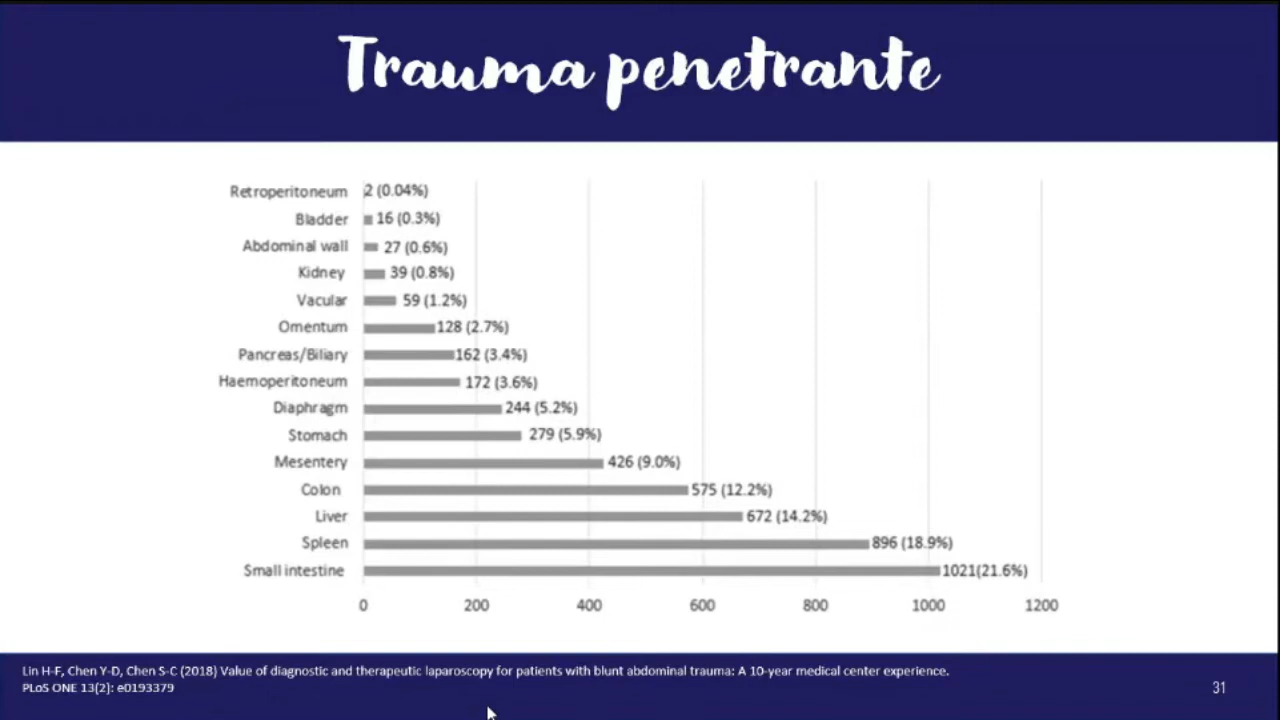 Trauma penetrante
Retroperitoneum 2 (0.04%)
Bladder 16 (0.3%)
Abdominal wall 27 (0.6%)
Kidney 39 (0.8%)
Vacular 59 (1.2%)
Omentum 128 (2.7%)
Pancreas/Biliary 162 (3.4%)
Haemoperitoneum 172 (3.6%)
Diaphragm 244 (5.2%)
Stomach 279 (5.9%)
Mesentery 426 (9.0%)
Colon 575 (12.2%)
Liver 672 (14.2%)
Spleen 896 (18.9%)
Small intestine 1021(21.6%)
0 200 400 600 800 1000 1200
Lin H-F, Chen Y-D, Chen S-C (2018) Value of diagnostic and therapeutic laparoscopy for patients with blunt abdominal trauma: A 10-year medical center experience.
PLoS ONE 13(2): e0193379
31